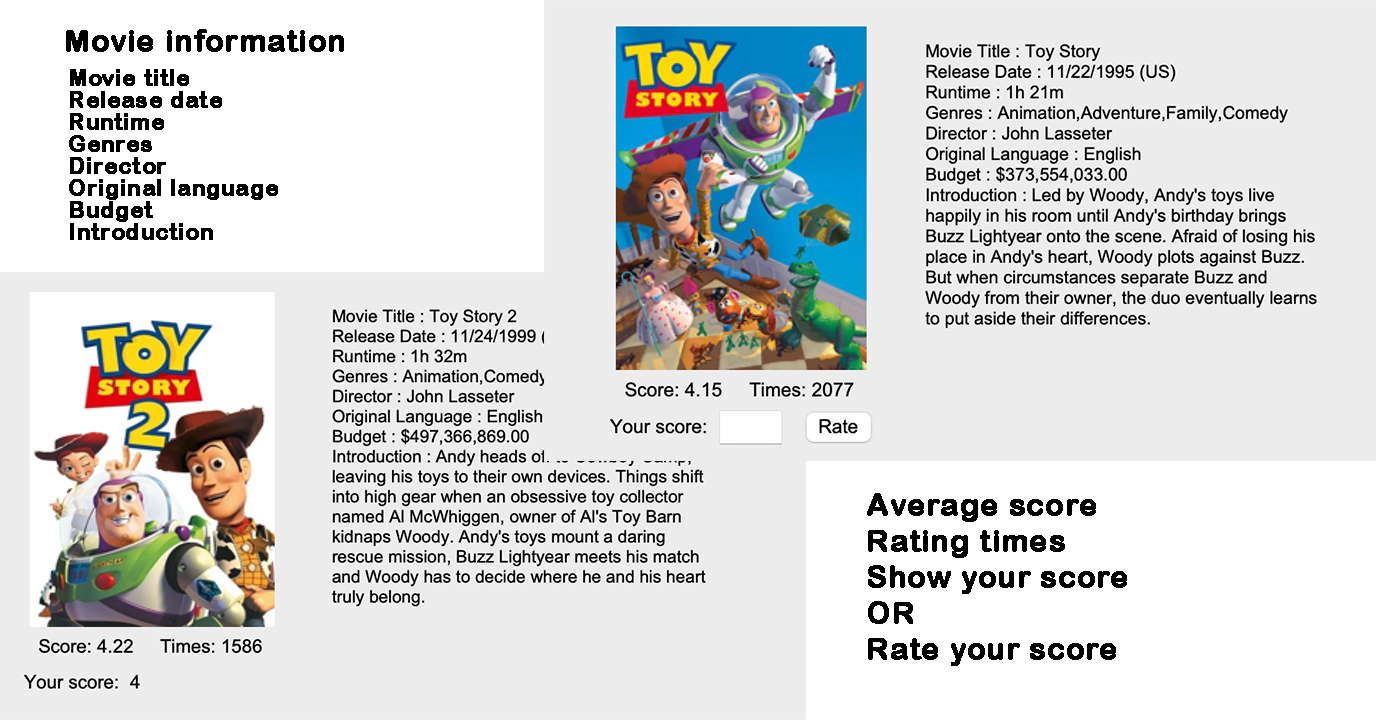 Movie information
Movie title
Release date
Runtime
Genres
Director
Original language
Budget
Introduction
TOY
STORY
Movie Title : Toy Story
Release Date : 11/22/1995 (US)
Runtime : 1h 21m
Genres : Animation,Adventure,Family,Comedy
Director : John Lasseter
Original Language : English
Budget : $373,554,033.00
Introduction : Led by Woody, Andy's toys live
happily in his room until Andy's birthday brings
Buzz Lightyear onto the scene. Afraid of losing his
place in Andy's heart, Woody plots against Buzz.
But when circumstances separate Buzz and
Woody from their owner, the duo eventually learns
to put aside their differences.
Score: 4.15 Times: 2077
Your score: Rate
TOY
STORY
2
Movie Title : Toy Story 2
Release Date : 11/24/1999 (
Runtime : 1h 32m
Genres : Animation,Comedy
Director : John Lasseter
Original Language : English
Budget : $497,366,869.00
Introduction : Andy heads
leaving his toys to their own devices. Things shift
into high gear when an obsessive toy collector
named Al McWhiggen, owner of Al's Toy Barn
kidnaps Woody. Andy's toys mount a daring
rescue mission, Buzz Lightyear meets his match
and Woody has to decide where he and his heart
truly belong.
Score: 4.22 Times: 1586
Your score: 4
Average score
Rating times
Show your score
OR
Rate your score